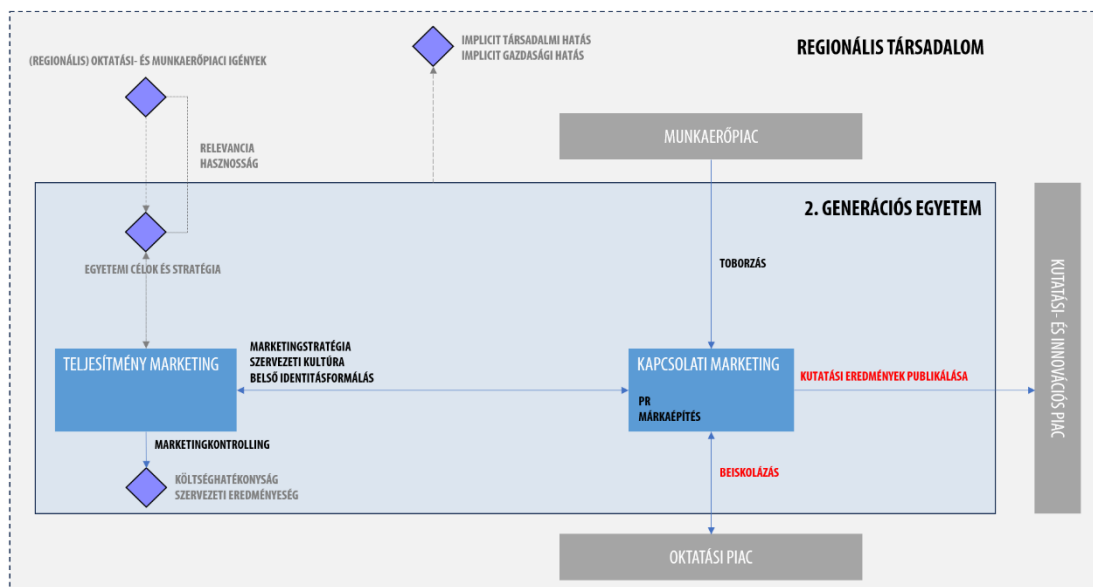 IMPLICIT TÁRSADALMI HATÁS
IMPLICIT GAZDASÁGI HATÁS
REGIONÁLIS TÁRSADALOM
(REGIONÁLIS) OKTATÁSI- ÉS MUNKAERŐPIACI IGÉNYEK
MUNKAERŐPIAC
RELEVANCIA
HASZNOSSÁG
2. GENERÁCIÓS EGYETEM
EGYETEMI CÉLOK ÉS STRATÉGIA
TOBORZÁS
KUTATÁSI- ÉS INNOVÁCIÓS PIAC
TELJESÍTMÉNY MARKETING
MARKETINGSTRATÉGIA
SZERVEZETI KULTÚRA
BELSŐ IDENTITÁSFORMÁLÁS
KAPCSOLATI MARKETING
PR
MÁRKAÉPÍTÉS
KUTATÁSI EREDMÉNYEK PUBLIKÁLÁSA
MARKETINGKONTROLLING
KÖLTSÉGHATÉKONYSÁG
SZERVEZETI EREDMÉNYESÉG
BEISKOLÁZÁS
OKTATÁSI PIAC